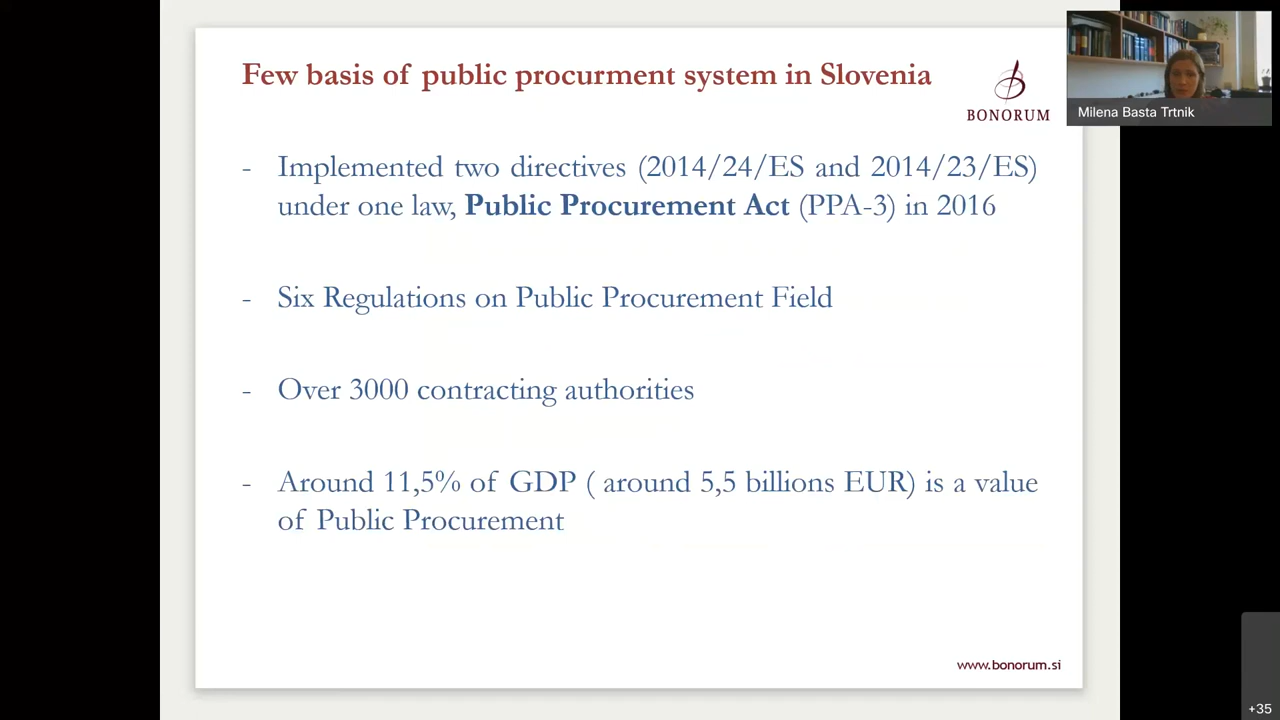 Few basis of public procurment system in Slovenia
BONORUM
Milena Basta Trtnik
- Implemented two directives (2014/24/ES and 2014/23/ES)
under one law, Public Procurement Act (PPA-3) in 2016
- Six Regulations on Public Procurement Field
- Over 3000 contracting authorities
- Around 11,5% of GDP ( around 5,5 billions EUR) is a value
of Public Procurement
www.bonorum.si
+35